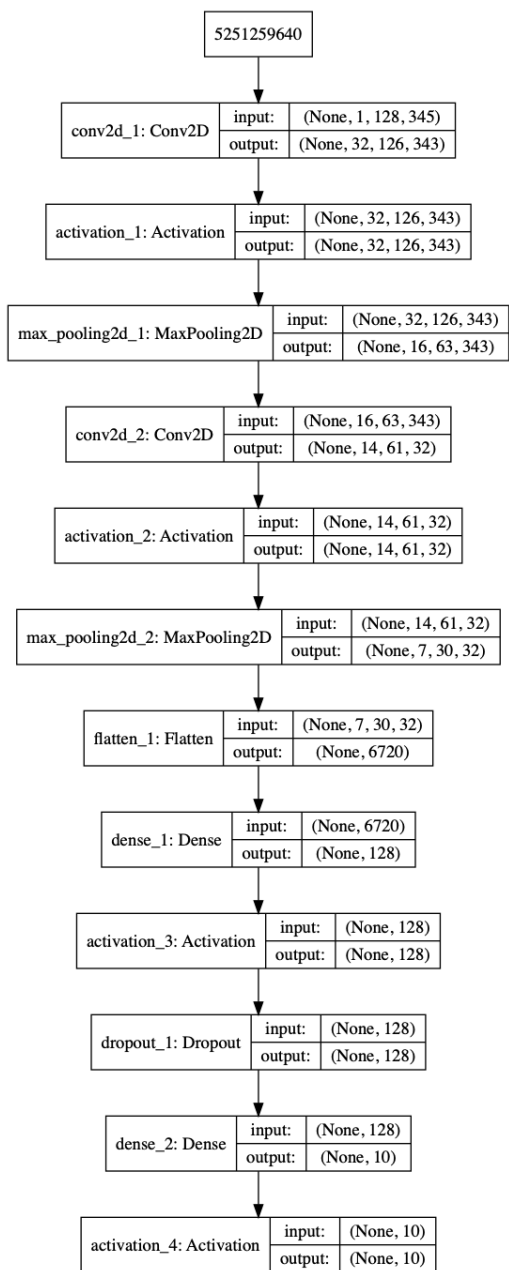 5251259640
conv2d_1: Conv2D
input: (None, 1, 128, 345)
output: (None, 32, 126, 343)
activation_1: Activation
input: (None, 32, 126, 343)
output: (None, 32, 126, 343)
max_pooling2d_1: MaxPooling2D
input: (None, 32, 126, 343)
output: (None, 16, 63, 343)
conv2d_2: Conv2D
input: (None, 16, 63, 343)
output: (None, 14, 61, 32)
activation_2: Activation
input: (None, 14, 61, 32)
output: (None, 14, 61, 32)
max_pooling2d_2: MaxPooling2D
input: (None, 14, 61, 32)
output: (None, 7, 30, 32)
flatten_1: Flatten
input: (None, 7, 30, 32)
output: (None, 6720)
dense_1: Dense
input: (None, 6720)
output: (None, 128)
activation_3: Activation
input: (None, 128)
output: (None, 128)
dropout_1: Dropout
input: (None, 128)
output: (None, 128)
dense_2: Dense
input: (None, 128)
output: (None, 10)
activation_4: Activation
input: (None, 10)
output: (None, 10)